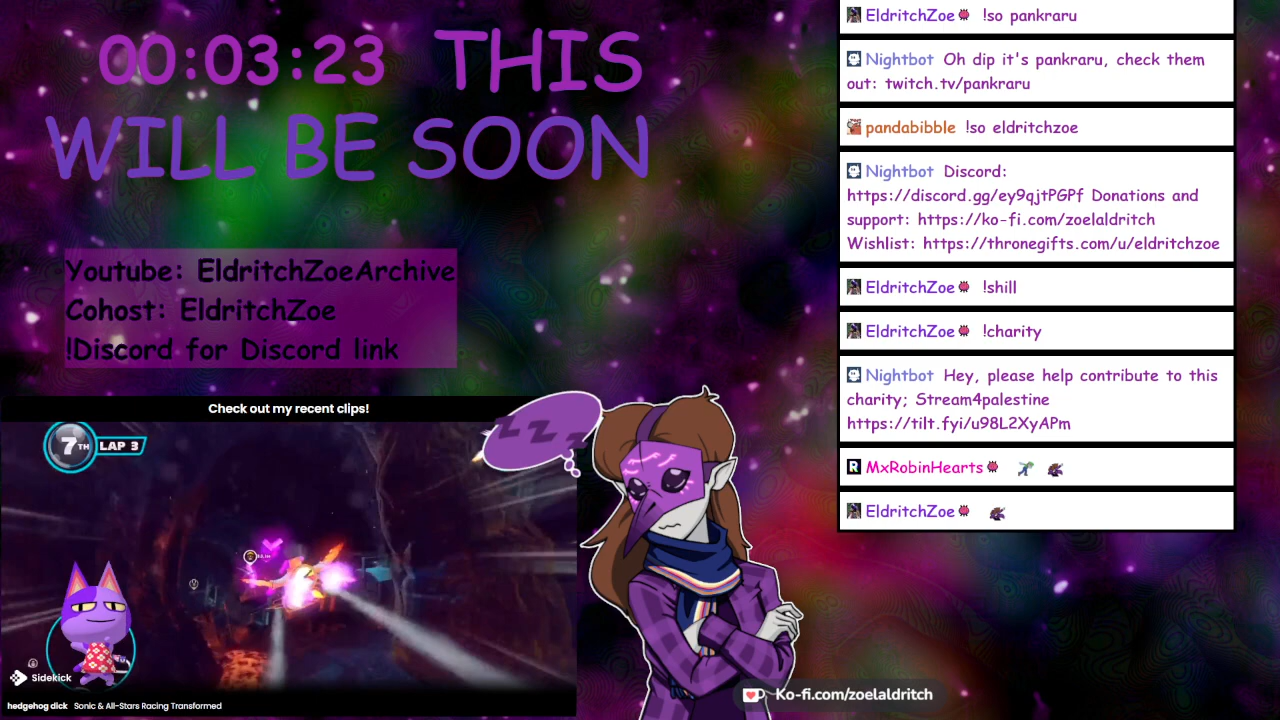 00:03:23 THIS
WILL BE SOON
Youtube: EldritchZoeArchive
Cohost: EldritchZoe
!Discord for Discord link
Check out my recent clips!
7TH LAP 3
Sidekick
hedgehog dick Sonic & All-Stars Racing Transformed
Z Z Z
Ko-fi.com/zoelaldritch
EldritchZoe !so pankraru
Nightbot Oh dip it's pankraru, check them
out: twitch.tv/pankraru
pandabibble !so eldritchzoe
Nightbot Discord:
https://discord.gg/ey9qjtPGPf Donations and
support: https://ko-fi.com/zoelaldritch
Wishlist: https://thronegifts.com/u/eldritchzoe
EldritchZoe !shill
EldritchZoe !charity
Nightbot Hey, please help contribute to this
charity; Stream4palestine
https://tilt.fyi/u98L2XyAPm
R MxRobinHearts
EldritchZoe